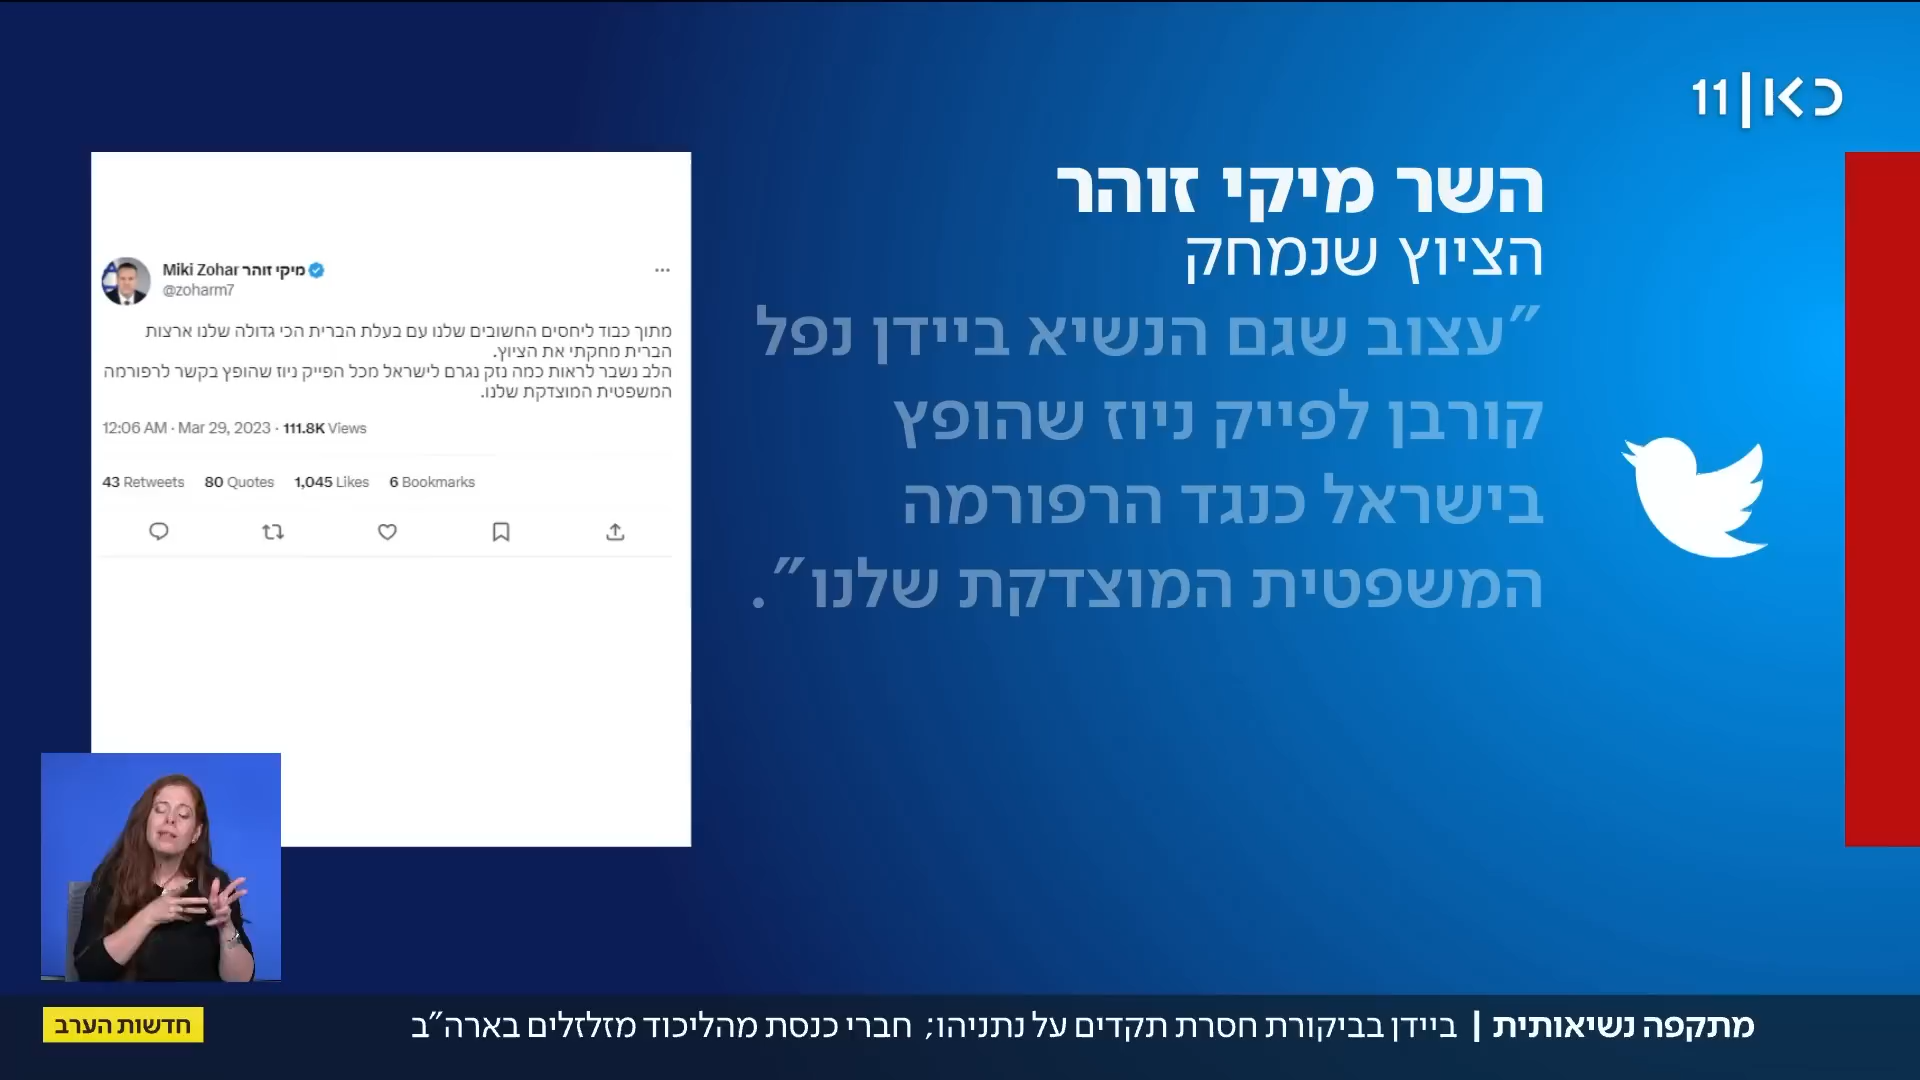 כאן|11
השר מיקי זוהר
הציוץ שנמחק
"עצוב שגם הנשיא ביידן נפל
קורבן לפייק ניוז שהופץ
בישראל כנגד הרפורמה
המשפטית המוצדקת שלנו".
Miki Zohar מיקי זוהר
@zoharm7
מתוך כבוד ליחסים החשובים שלנו עם בעלת הברית הכי גדולה שלנו ארצות
הברית מחקתי את הציוץ.
הלב נשבר לראות כמה נזק נגרם לישראל מכל הפייק ניוז שהופץ בקשר לרפורמה
המשפטית המוצדקת שלנו.
12:06 AM · Mar 29, 2023 · 111.8K Views
43 Retweets 80 Quotes 1,045 Likes 6 Bookmarks
מתקפה נשיאותית | ביידן בביקורת חסרת תקדים על נתניהו; חברי כנסת מהליכוד מזלזלים בארה"ב
חדשות הערב